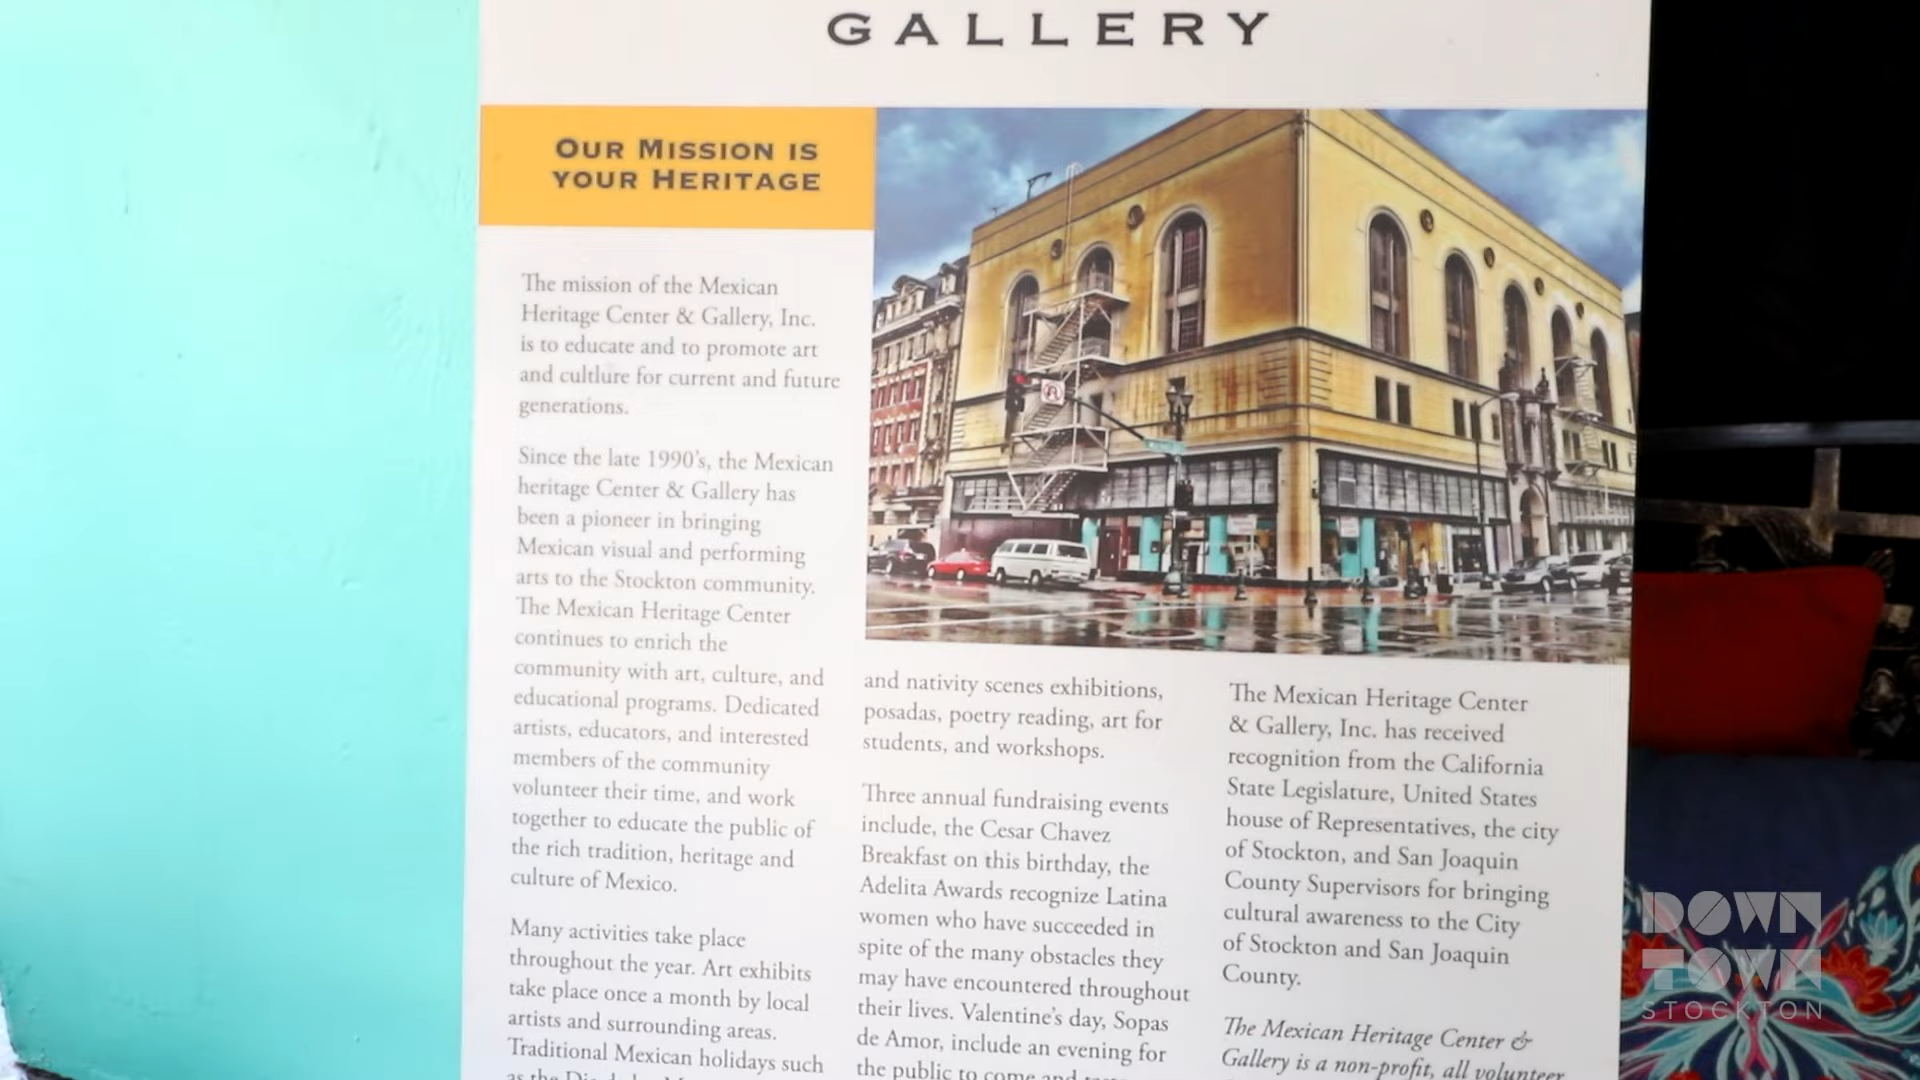 GALLERY
OUR MISSION IS
YOUR HERITAGE
The mission of the Mexican
Heritage Center & Gallery, Inc.
is to educate and to promote art
and cultlure for current and future
generations.
Since the late 1990's, the Mexican
heritage Center & Gallery has
been a pioneer in bringing
Mexican visual and performing
arts to the Stockton community.
The Mexican Heritage Center
continues to enrich the
community with art, culture, and
educational programs. Dedicated
artists, educators, and interested
members of the community
volunteer their time, and work
together to educate the public of
the rich tradition, heritage and
culture of Mexico.
Many activities take place
throughout the year. Art exhibits
take place once a month by local
artists and surrounding areas.
Traditional Mexican holidays such
and nativity scenes exhibitions,
posadas, poetry reading, art for
students, and workshops.
Three annual fundraising events
include, the Cesar Chavez
Breakfast on this birthday, the
Adelita Awards recognize Latina
women who have succeeded in
spite of the many obstacles they
may have encountered throughout
their lives. Valentine's day, Sopas
de Amor, include an evening for
the public to come and
The Mexican Heritage Center
& Gallery, Inc. has received
recognition from the California
State Legislature, United States
house of Representatives, the city
of Stockton, and San Joaquin
County Supervisors for bringing
cultural awareness to the City
of Stockton and San Joaquin
County.
The Mexican Heritage Center &
Gallery is a non-profit, all volunteer
DOWN
TOWN
STOCKTON